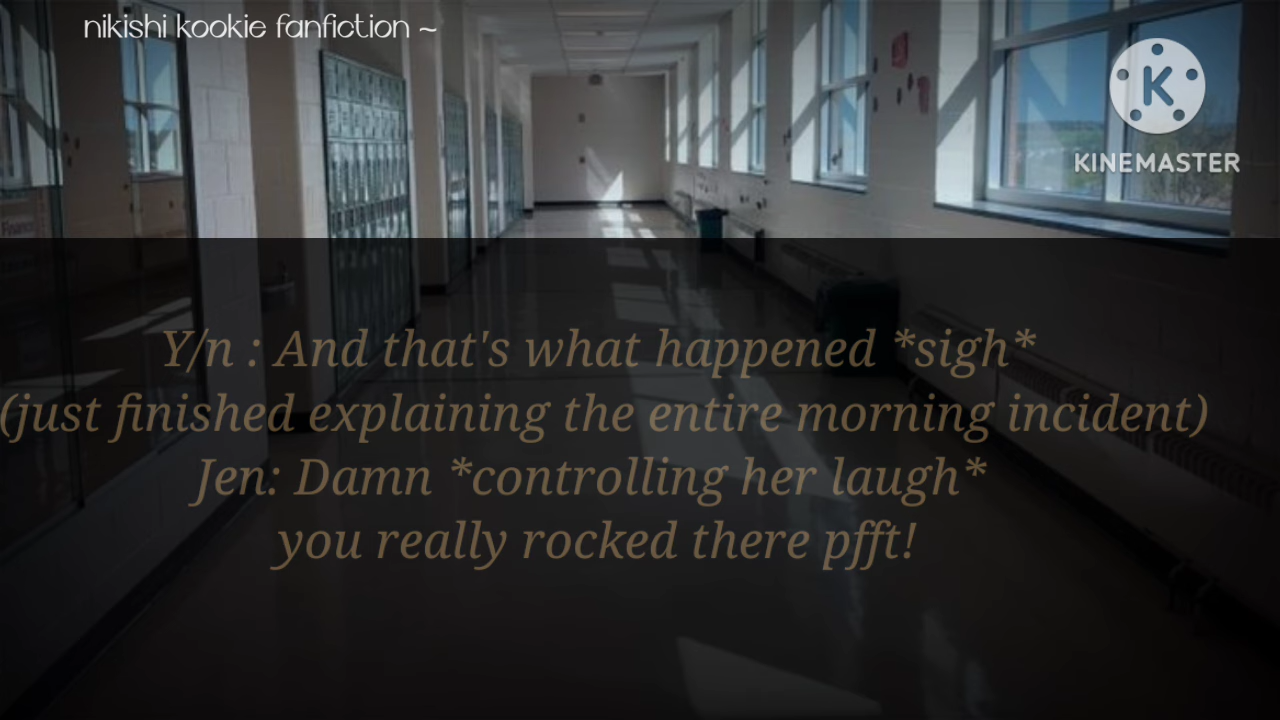 nikishi kookie fanfiction ~
KINEMASTER
Y/n : And that's what happened *sigh*
(just finished explaining the entire morning incident)
Jen: Damn *controlling her laugh*
you really rocked there pfft!